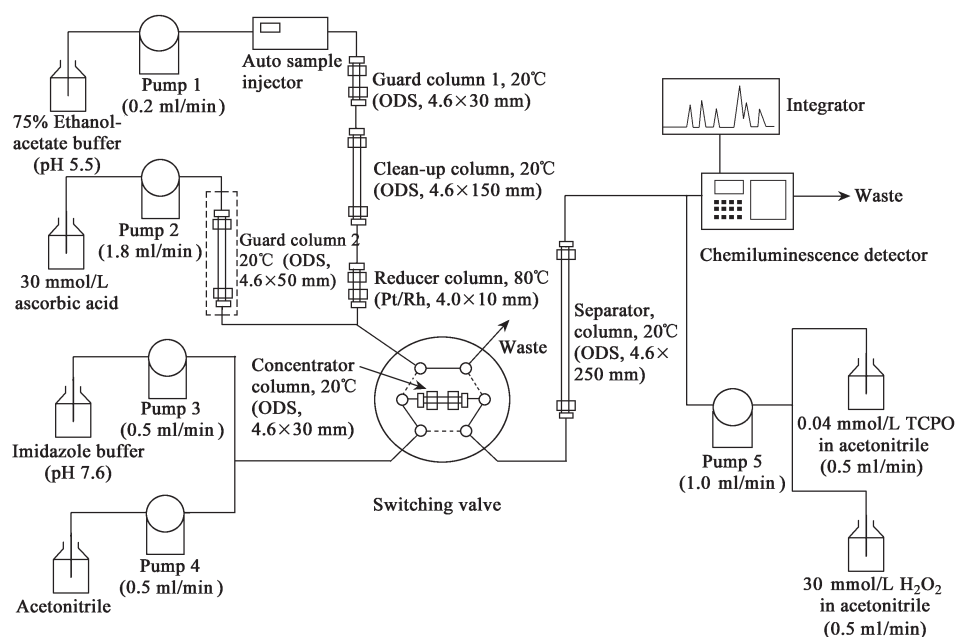 Pump 1
(0.2 ml/min)
75% Ethanol-
acetate buffer
(pH 5.5)
Auto sample
injector
Guard column 1, 20℃
(ODS, 4.6×30 mm)
Clean-up column, 20℃
(ODS, 4.6×150 mm)
Reducer column, 80℃
(Pt/Rh, 4.0×10 mm)
Pump 2
(1.8 ml/min)
30 mmol/L
ascorbic acid
Guard column 2
20℃ (ODS,
4.6×50 mm)
Waste
Concentrator
column, 20℃
(ODS,
4.6×30 mm)
Switching valve
Pump 3
(0.5 ml/min)
Imidazole buffer
(pH 7.6)
Pump 4
(0.5 ml/min)
Acetonitrile
Separator,
column, 20℃
(ODS, 4.6×
250 mm)
Integrator
Waste
Chemiluminescence detector
Pump 5
(1.0 ml/min)
0.04 mmol/L TCPO
in acetonitrile
(0.5 ml/min)
30 mmol/L H₂O₂
in acetonitrile
(0.5 ml/min)